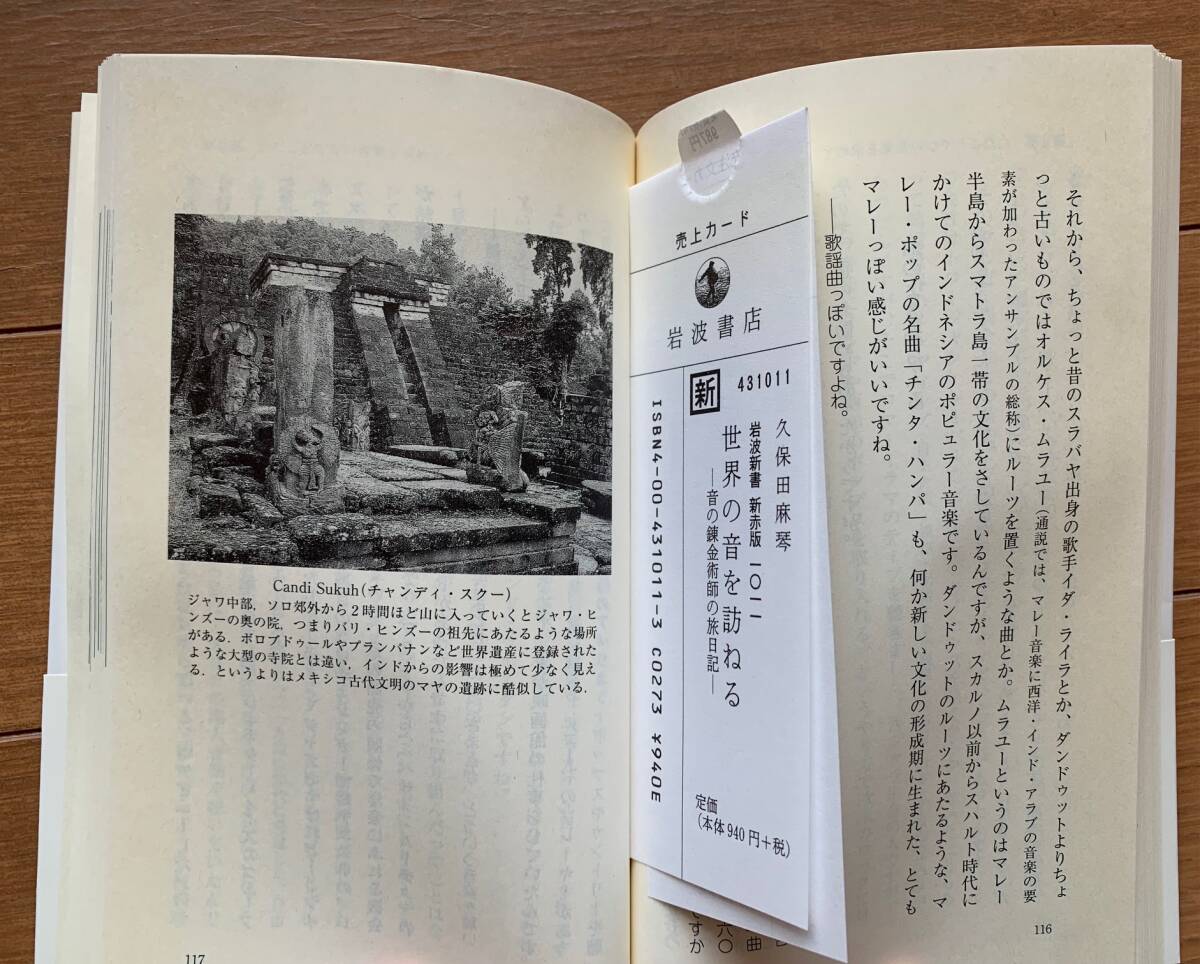 それから、ちょっと昔のスラバヤ出身の歌手イダ・ライラとか、ダンドゥットよりちょ
っと古いものではオルケス・ムラユー(通説では、マレー音楽に西洋・インド・アラブの音楽の要
素が加わったアンサンブルの総称)にルーツを置くような曲とか。ムラユーというのはマレー
半島からスマトラ島一帯の文化をさしているんですが、スカルノ以前からスハルト時代に
かけてのインドネシアのポピュラー音楽です。ダンドゥットのルーツにあたるような、マ
レー・ポップの名曲「チンタ・ハンパ」も、何か新しい文化の形成期に生まれた、とても
マレーっぽい感じがいいですね。
――歌謡曲っぽいですよね。
116
987円
売上カード
岩波書店
新
431011
久保田麻琴
岩波新書 新赤版 一〇一一
世界の音を訪ねる
―音の錬金術師の旅日記―
定価
(本体940円+税)
ISBN4-00-431011-3 C0273 ¥940E
曲
六〇
ですか
Candi Sukuh(チャンディ・スクー)
ジャワ中部，ソロ郊外から2時間ほど山に入っていくとジャワ・ヒ
ンズーの奥の院，つまりバリ・ヒンズーの祖先にあたるような場所
がある．ボロブドゥールやプランバナンなど世界遺産に登録された
ような大型の寺院とは違い，インドからの影響は極めて少なく見え
る．というよりはメキシコ古代文明のマヤの遺跡に酷似している．
117